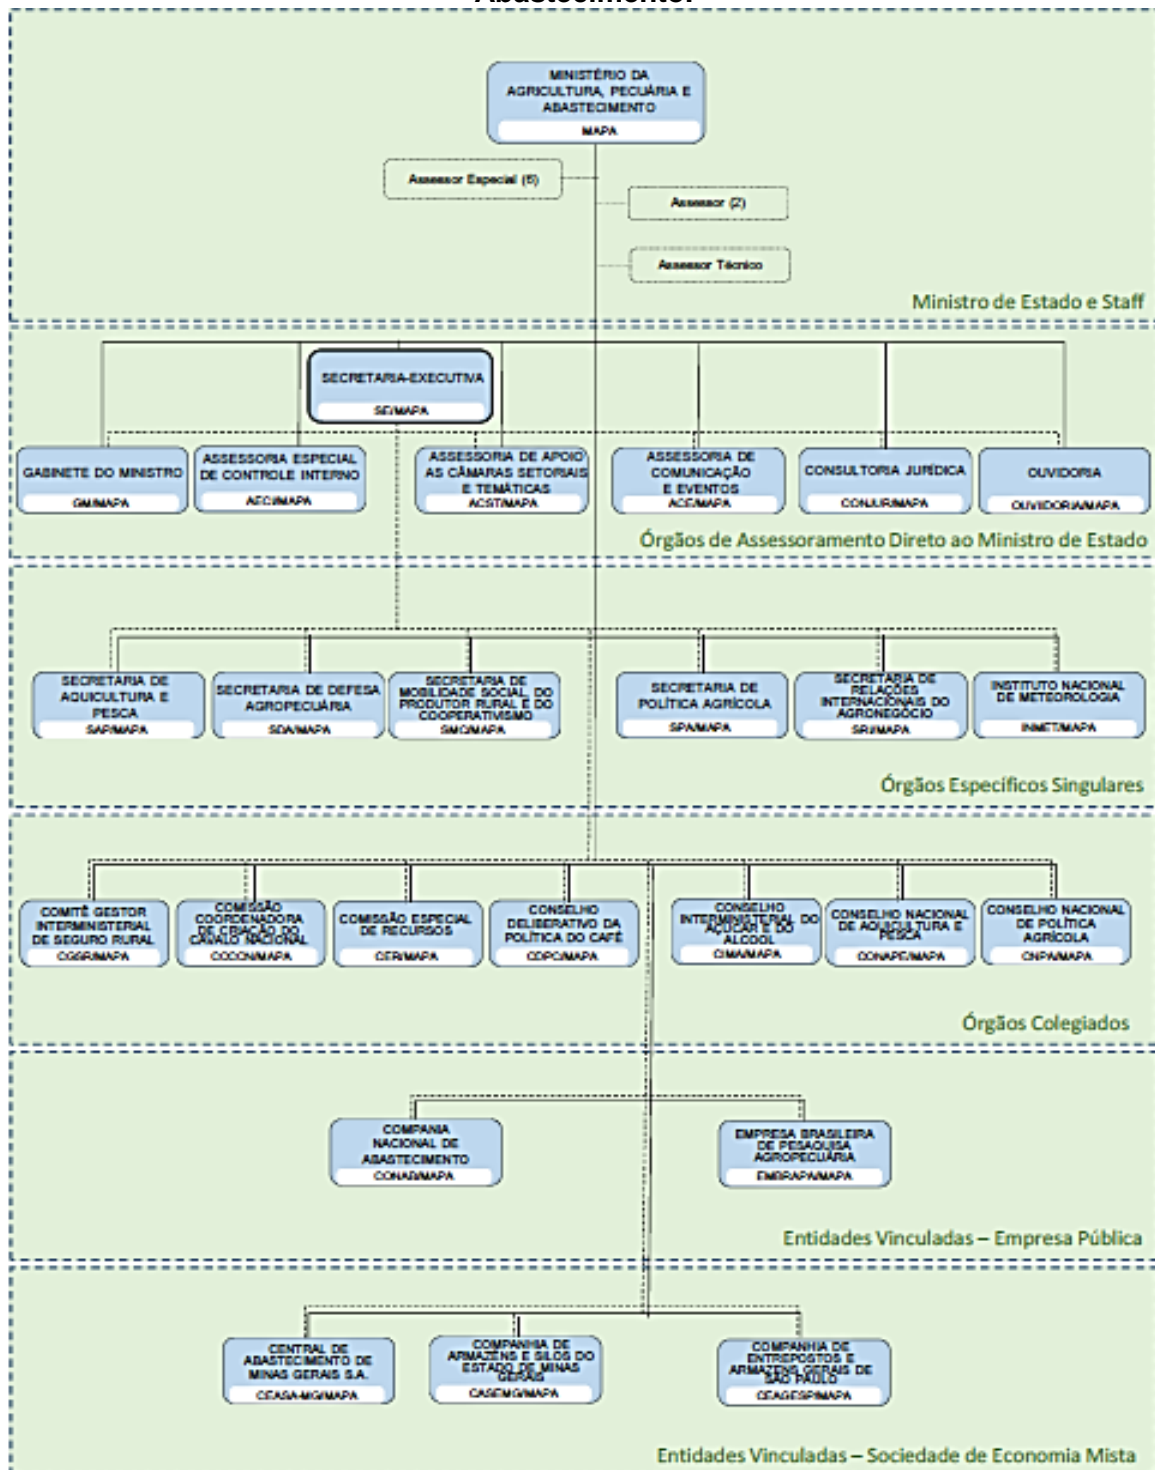 Abastecimento.
MINISTÉRIO DA
AGRICULTURA, PECUÁRIA E
ABASTECIMENTO
MAPA
Assessor Especial (6)
Assessor (2)
Assessor Técnico
Ministro de Estado e Staff
SECRETARIA-EXECUTIVA
SE/MAPA
GABINETE DO MINISTRO
GM/MAPA
ASSESSORIA ESPECIAL
DE CONTROLE INTERNO
AECI/MAPA
ASSESSORIA DE APOIO
AS CÂMARAS SETORIAIS
E TEMÁTICAS
ACST/MAPA
ASSESSORIA DE
COMUNICAÇÃO
E EVENTOS
ACE/MAPA
CONSULTORIA JURÍDICA
CONJUR/MAPA
OUVIDORIA
OUVIDORIA/MAPA
Órgãos de Assessoramento Direto ao Ministro de Estado
SECRETARIA DE
AQUICULTURA E
PESCA
SAP/MAPA
SECRETARIA DE DEFESA
AGROPECUÁRIA
SDA/MAPA
SECRETARIA DE
MOBILIDADE SOCIAL, DO
PRODUTOR RURAL E DO
COOPERATIVISMO
SMC/MAPA
SECRETARIA DE
POLÍTICA AGRÍCOLA
SPA/MAPA
SECRETARIA DE
RELAÇÕES
INTERNACIONAIS DO
AGRONEGÓCIO
SRI/MAPA
INSTITUTO NACIONAL
DE METEOROLOGIA
INMET/MAPA
Órgãos Específicos Singulares
COMITÊ GESTOR
INTERMINISTERIAL
DE SEGURO RURAL
CGSR/MAPA
COMISSÃO
COORDENADORA
DE CRIAÇÃO DO
CAVALO NACIONAL
CCCCN/MAPA
COMISSÃO ESPECIAL
DE RECURSOS
CER/MAPA
CONSELHO
DELIBERATIVO DA
POLÍTICA DO CAFÉ
CDPC/MAPA
CONSELHO
INTERMINISTERIAL DO
AÇÚCAR E DO
ALCOOL
CIMA/MAPA
CONSELHO NACIONAL
DE AQUICULTURA E
PESCA
CONAPE/MAPA
CONSELHO NACIONAL
DE POLÍTICA
AGRÍCOLA
CNPA/MAPA
Órgãos Colegiados
COMPANIA
NACIONAL DE
ABASTECIMENTO
CONAB/MAPA
EMPRESA BRASILEIRA
DE PESAQUISA
AGROPECUÁRIA
EMBRAPA/MAPA
Entidades Vinculadas – Empresa Pública
CENTRAL DE
ABASTECIMENTO DE
MINAS GERAIS S.A.
CEASA-MG/MAPA
COMPANHIA DE
ARMAZENS E SILOS DO
ESTADO DE MINAS
GERAIS
CASEMG/MAPA
COMPANHIA DE
ENTREPOSTOS E
ARMAZENS GERAIS DE
SÃO PAULO
CEAGESP/MAPA
Entidades Vinculadas – Sociedade de Economia Mista